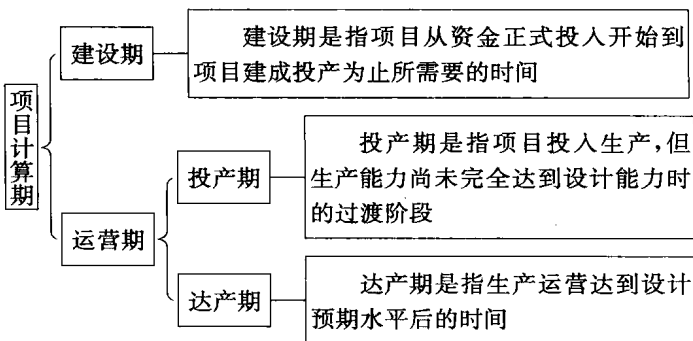 项目计算期
建设期
建设期是指项目从资金正式投入开始到
项目建成投产为止所需要的时间
运营期
投产期
投产期是指项目投入生产,但
生产能力尚未完全达到设计能力时
的过渡阶段
达产期
达产期是指生产运营达到设计
预期水平后的时间